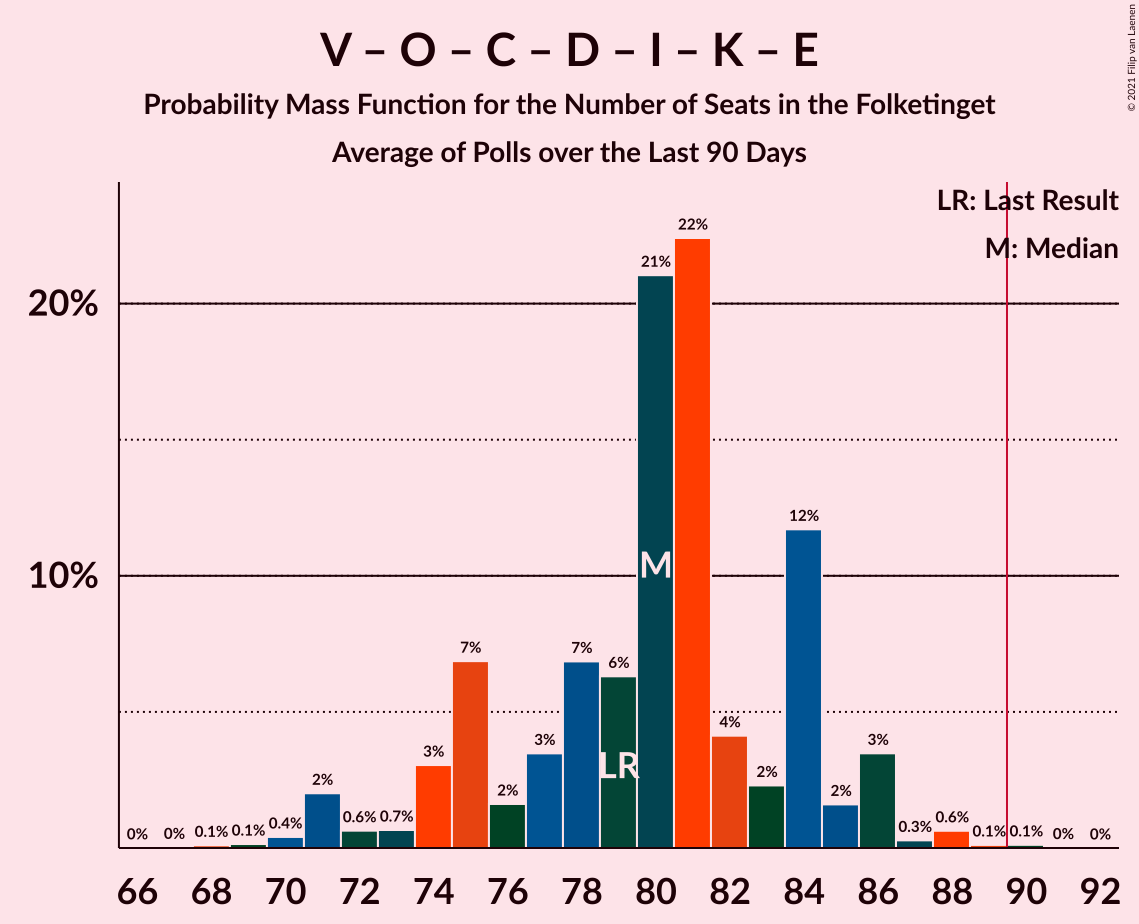 V – O – C – D – I – K – E
Probability Mass Function for the Number of Seats in the Folketinget
Average of Polls over the Last 90 Days
© 2021 Filip van Laenen
LR: Last Result
M: Median
20%
10%
0% 0% 0.1% 0.1% 0.4% 2% 0.6% 0.7% 3% 7% 2% 3% 7% 6% 21% 22% 4% 2% 12% 2% 3% 0.3% 0.6% 0.1% 0.1% 0% 0%
M
LR
66 68 70 72 74 76 78 80 82 84 86 88 90 92